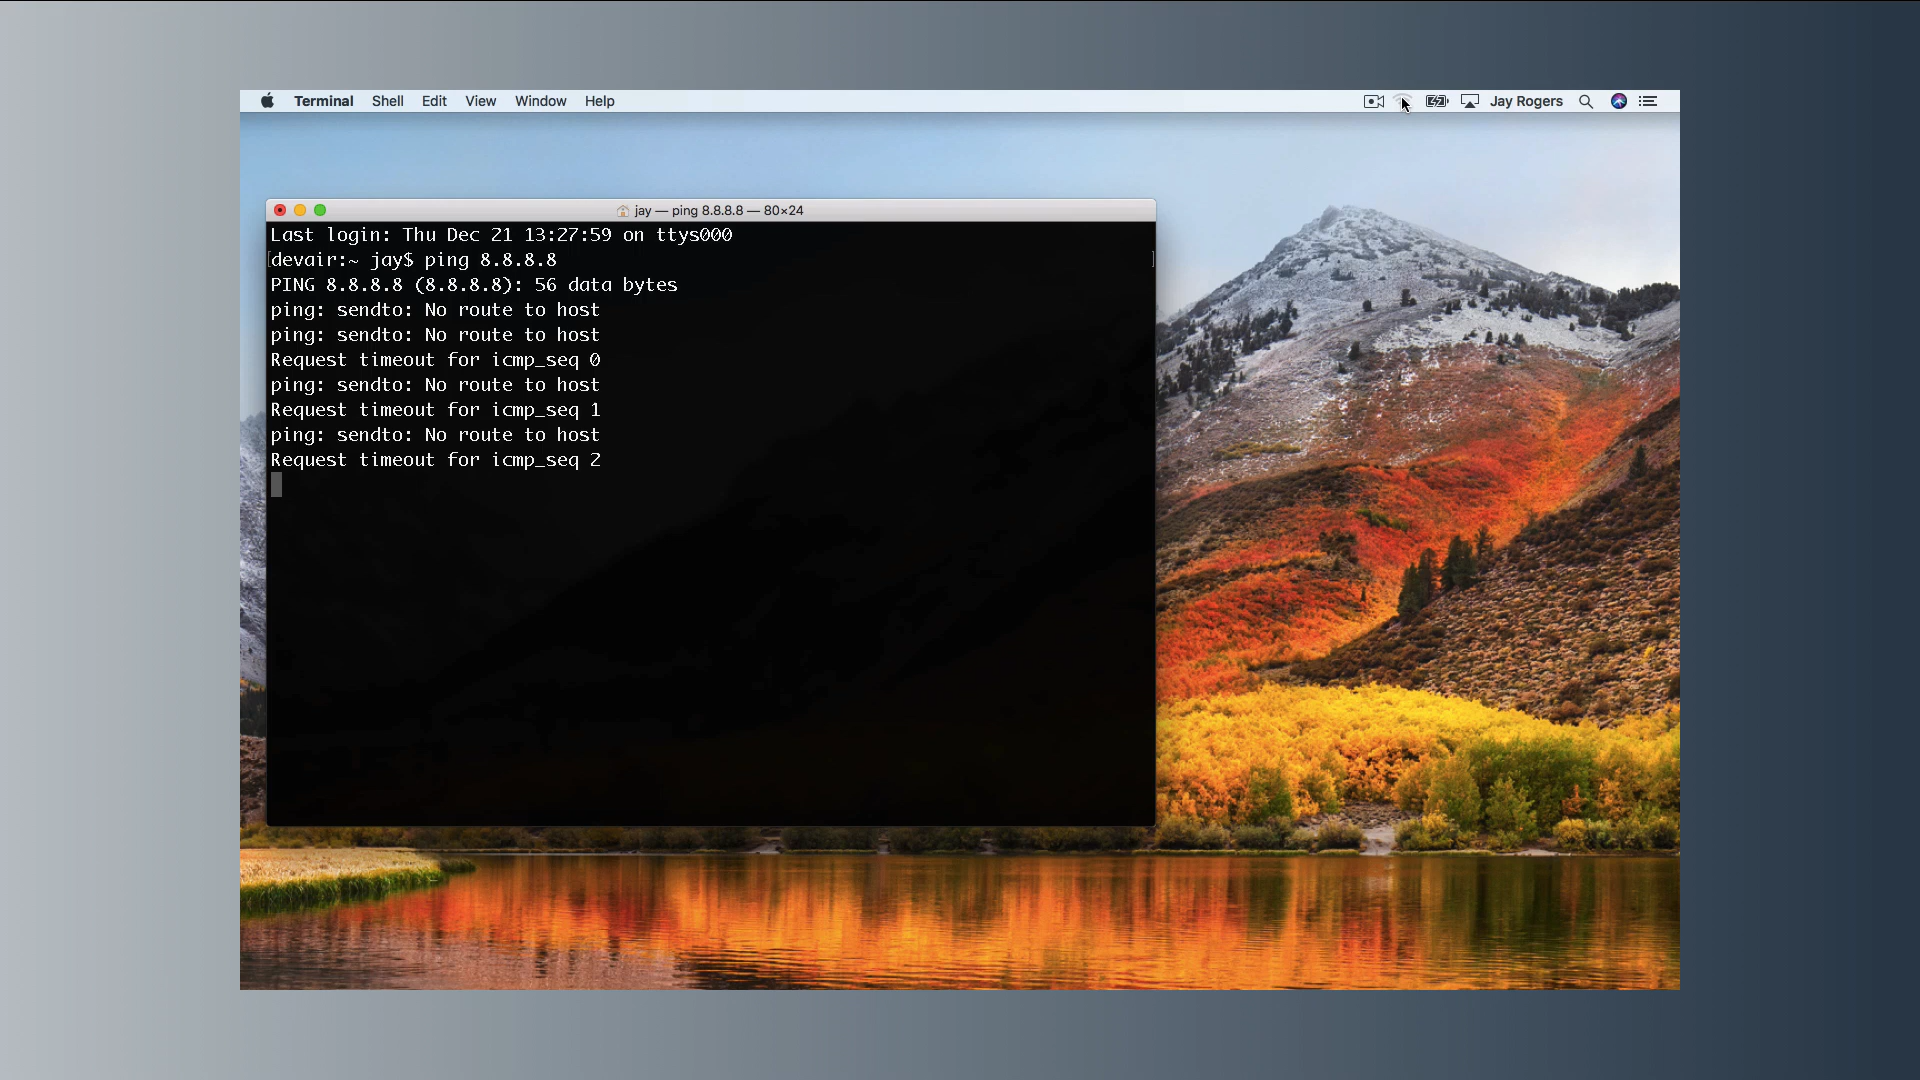 Terminal Shell Edit View Window Help Jay Rogers
jay — ping 8.8.8.8 — 80×24
Last login: Thu Dec 21 13:27:59 on ttys000
devair:~ jay$ ping 8.8.8.8
PING 8.8.8.8 (8.8.8.8): 56 data bytes
ping: sendto: No route to host
ping: sendto: No route to host
Request timeout for icmp_seq 0
ping: sendto: No route to host
Request timeout for icmp_seq 1
ping: sendto: No route to host
Request timeout for icmp_seq 2